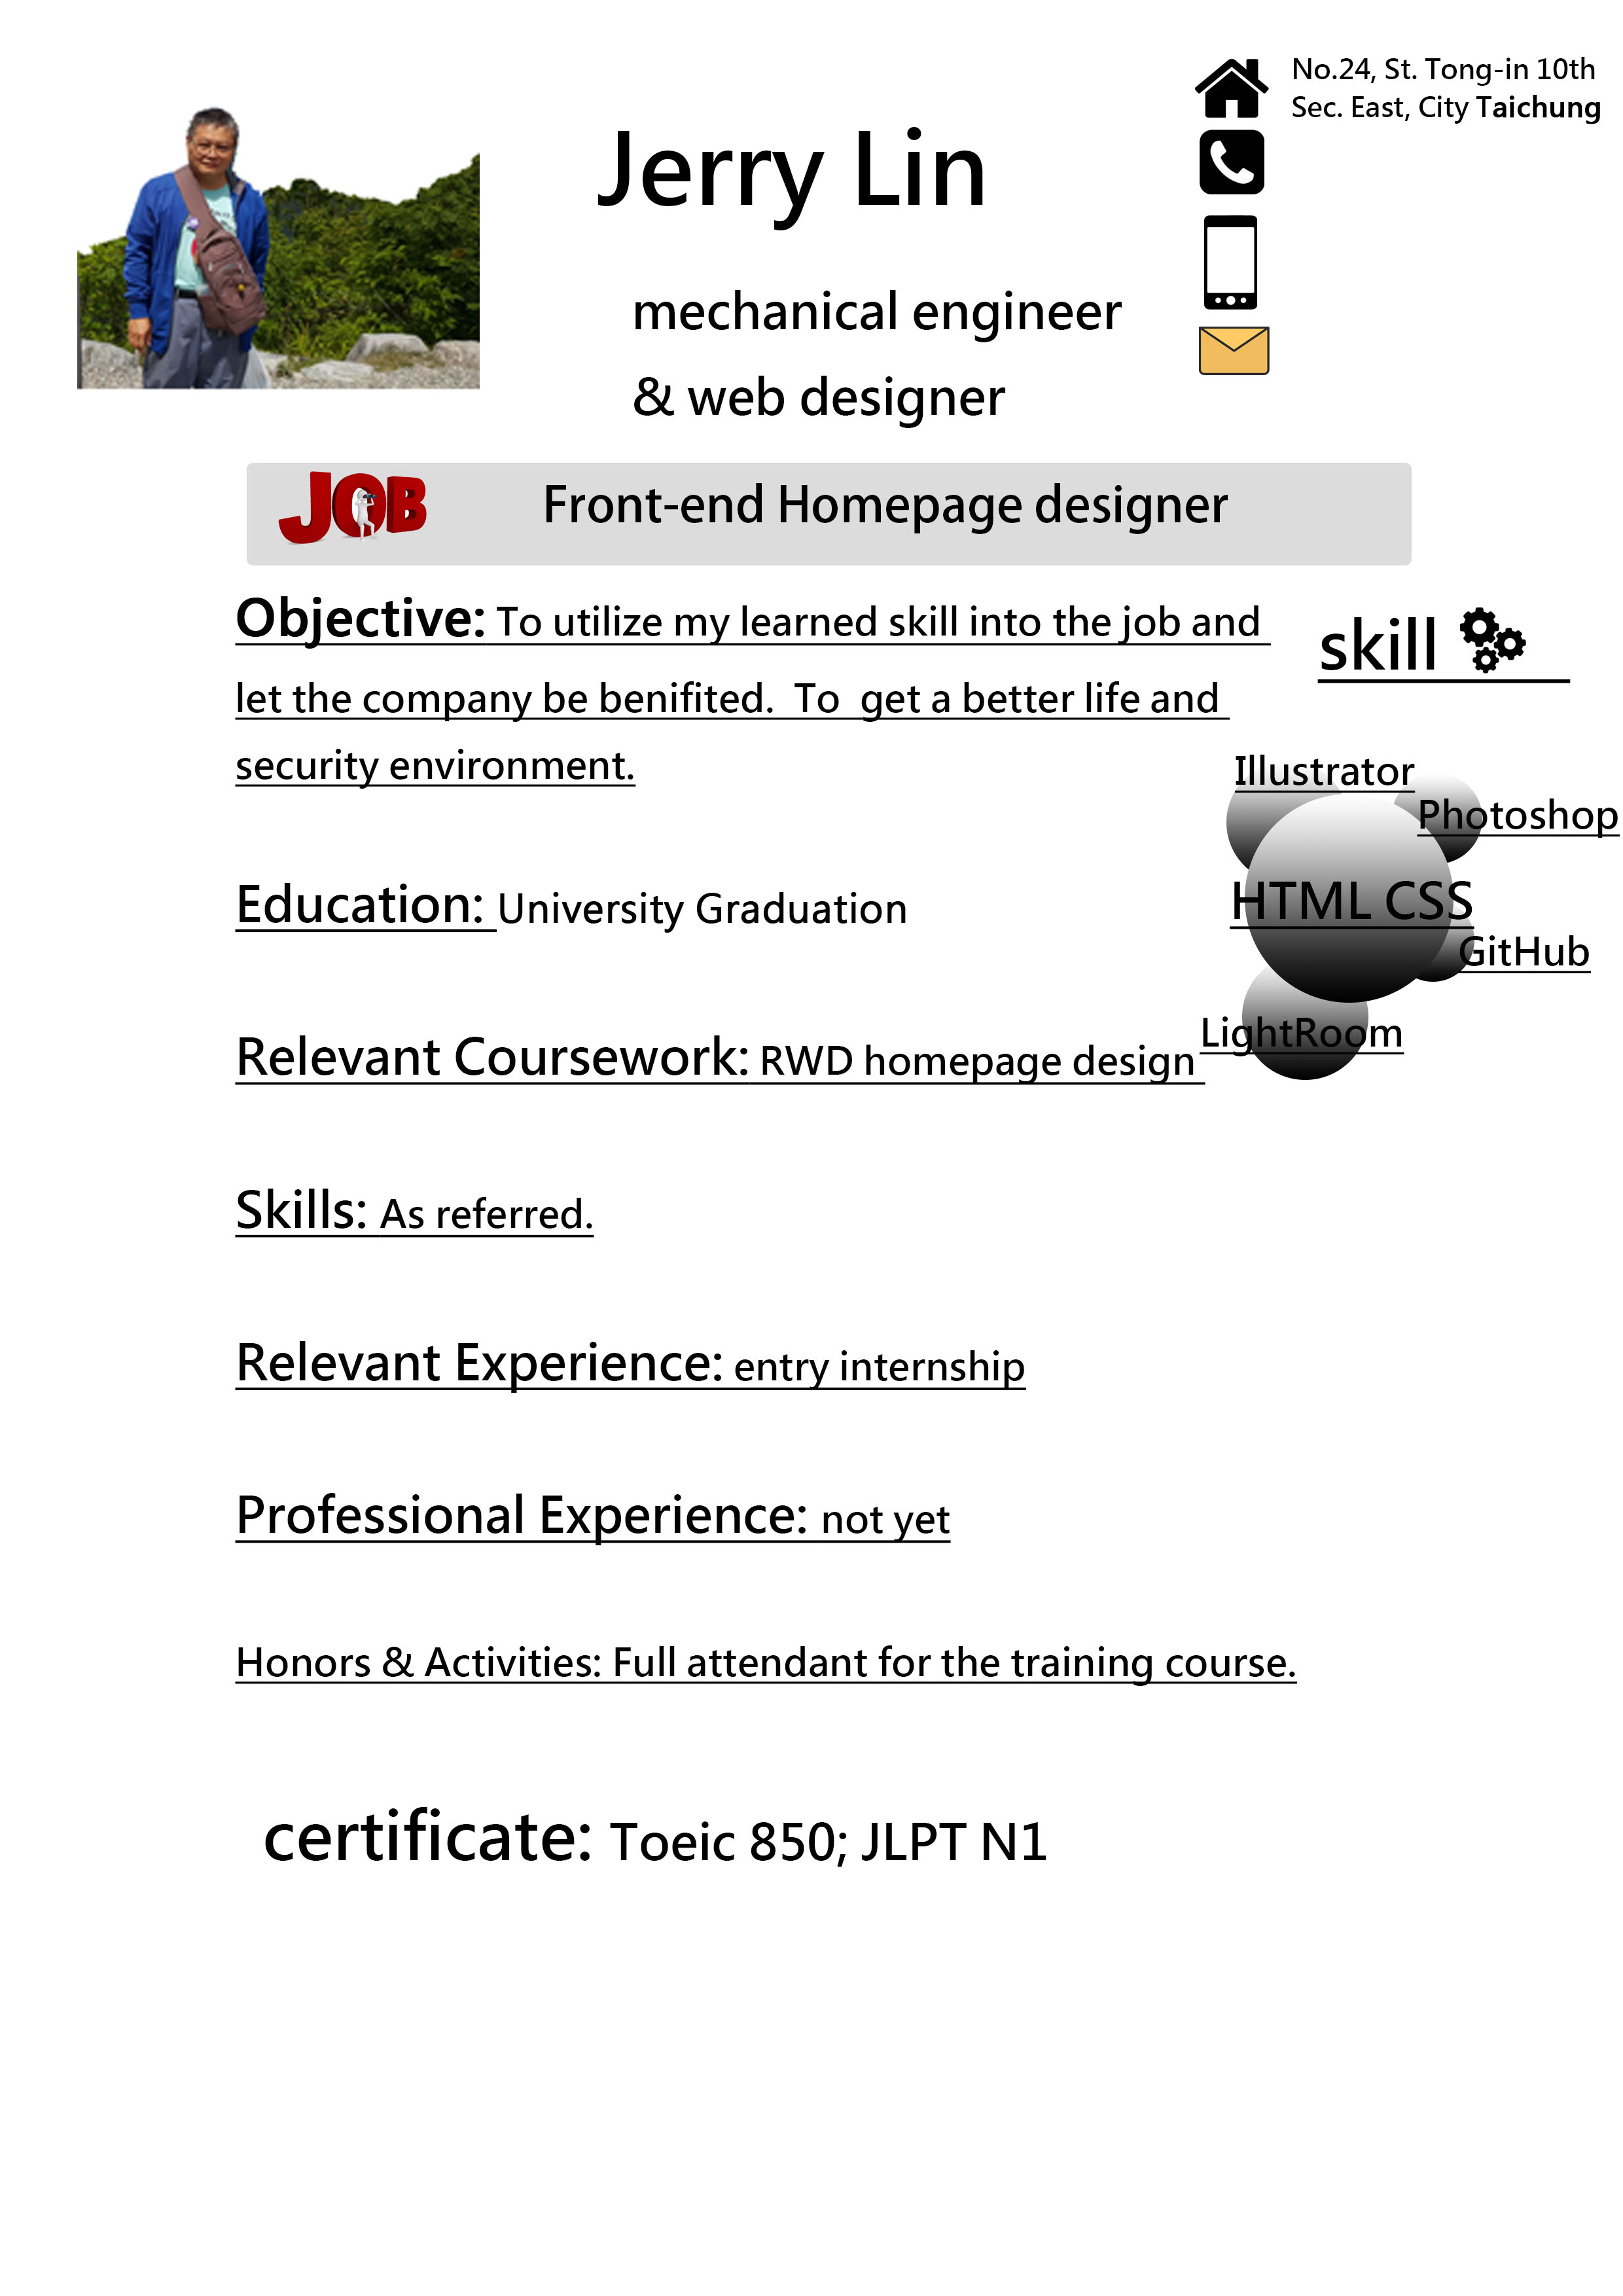 No.24, St. Tong-in 10th
Sec. East, City Taichung
Jerry Lin
mechanical engineer
& web designer
JOB
Front-end Homepage designer
Objective: To utilize my learned skill into the job and
let the company be benifited.  To  get a better life and
security environment.
skill
Illustrator
Photoshop
HTML CSS
GitHub
LightRoom
Education: University Graduation
Relevant Coursework: RWD homepage design
Skills: As referred.
Relevant Experience: entry internship
Professional Experience: not yet
Honors & Activities: Full attendant for the training course.
certificate: Toeic 850; JLPT N1